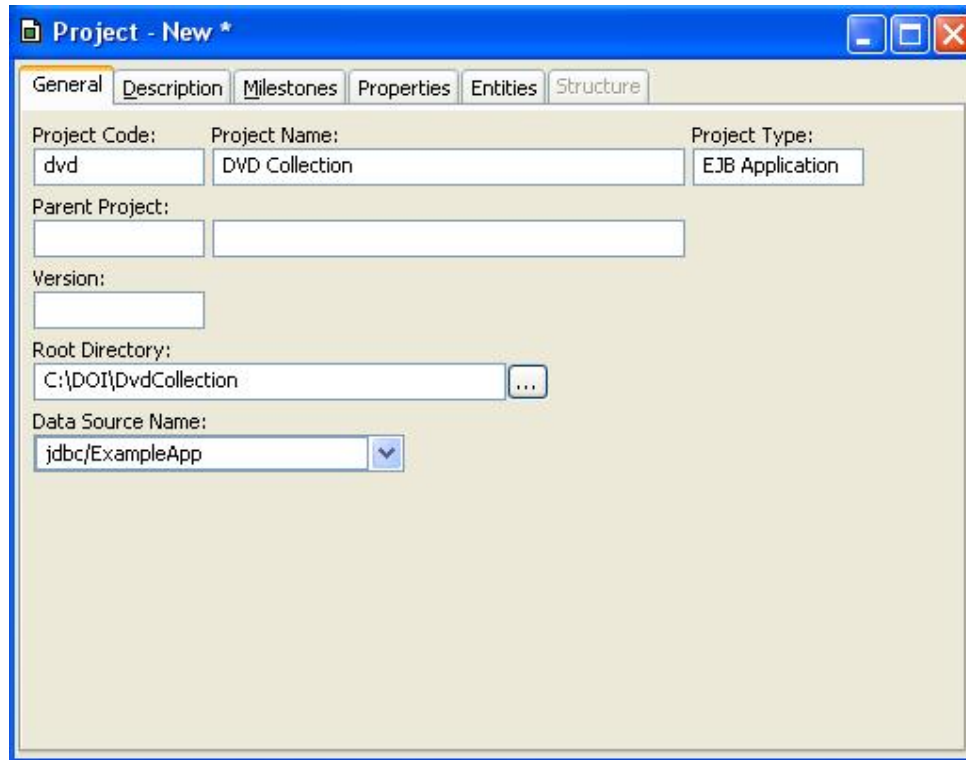 Project - New *
General Description Milestones Properties Entities Structure
Project Code: Project Name: Project Type:
dvd DVD Collection EJB Application
Parent Project:
Version:
Root Directory:
C:\DOI\DvdCollection ...
Data Source Name:
jdbc/ExampleApp